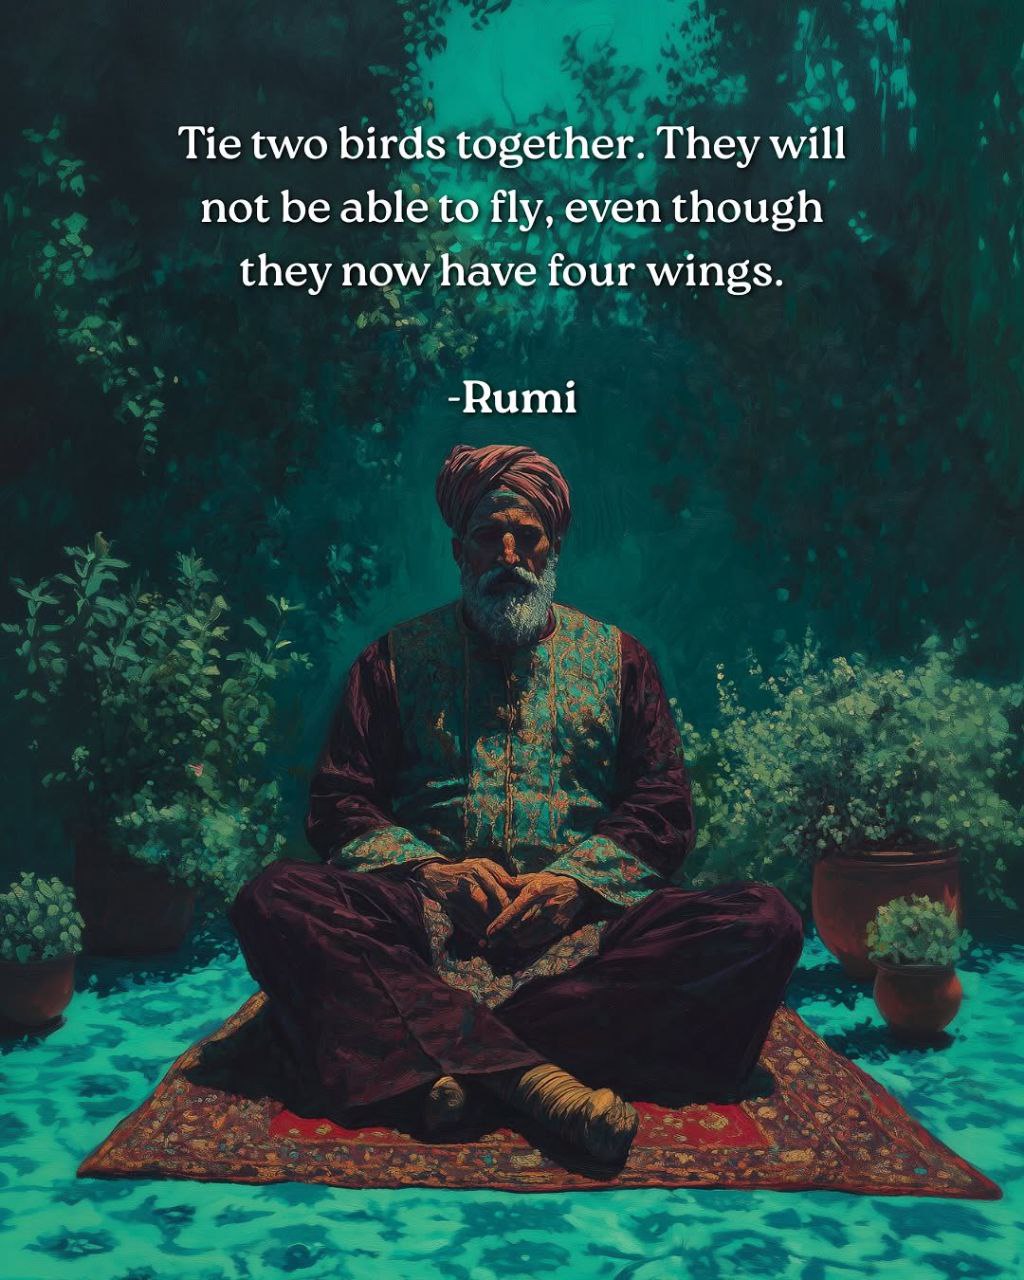 Tie two birds together. They will
not be able to fly, even though
they now have four wings.
-Rumi